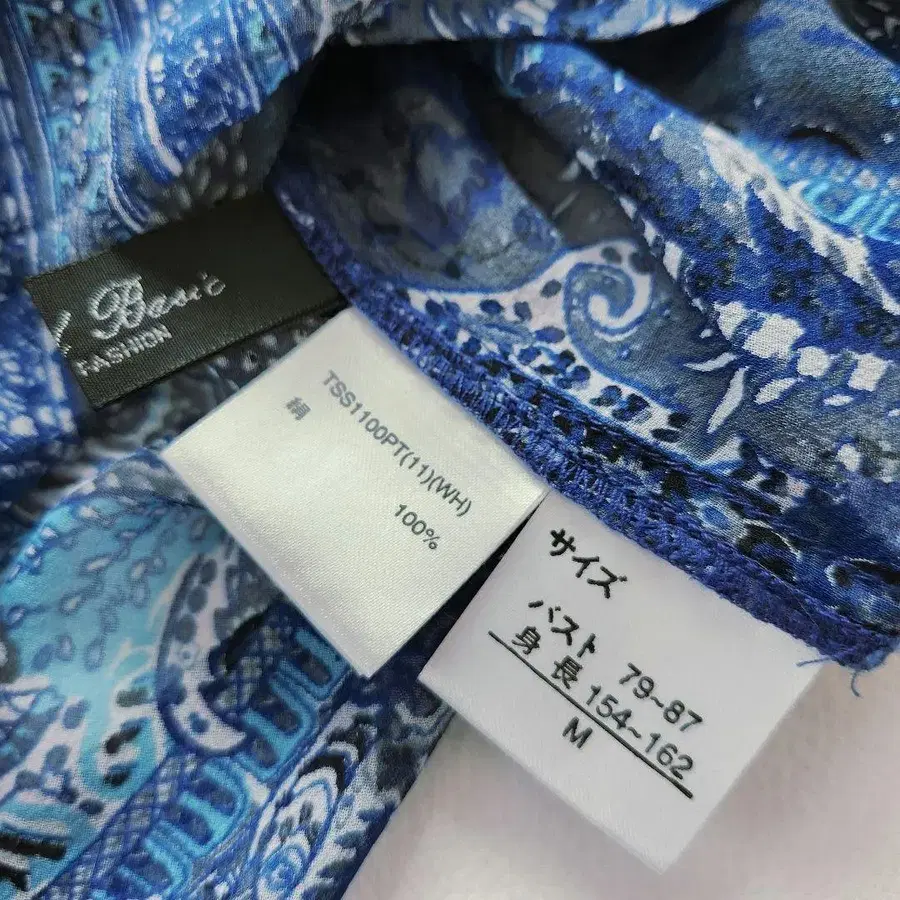 FASHION
TSS1100PT(11)(WH)
絹 100%
サイズ
バスト 79~87
身長 154~162
M